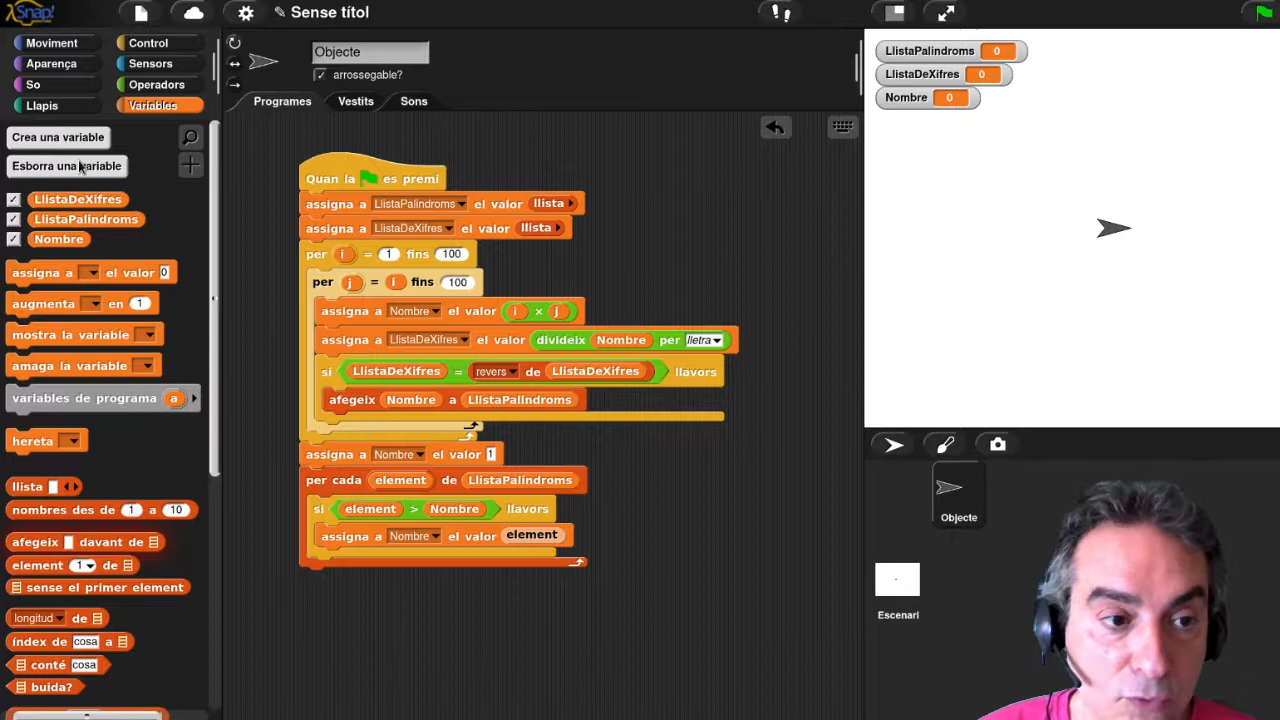 Snap!
Sense títol
Moviment
Control
Aparença
Sensors
So
Operadors
Llapis
Variables
Crea una variable
Esborra una variable
LlistaDeXifres
LlistaPalindroms
Nombre
assigna a el valor 0
augmenta en 1
mostra la variable
amaga la variable
variables de programa a
hereta
llista
nombres des de 1 a 10
afegeix davant de
element 1 de
sense el primer element
longitud de
índex de cosa a
conté cosa
buida?
Objecte
arrossegable?
Programes
Vestits
Sons
Quan la es premi
assigna a LlistaPalindroms el valor llista
assigna a LlistaDeXifres el valor llista
per i = 1 fins 100
per j = i fins 100
assigna a Nombre el valor i × j
assigna a LlistaDeXifres el valor divideix Nombre per lletra
si LlistaDeXifres = revers de LlistaDeXifres llavors
afegeix Nombre a LlistaPalindroms
assigna a Nombre el valor 1
per cada element de LlistaPalindroms
si element > Nombre llavors
assigna a Nombre el valor element
LlistaPalindroms 0
LlistaDeXifres 0
Nombre 0
Objecte
Escenari